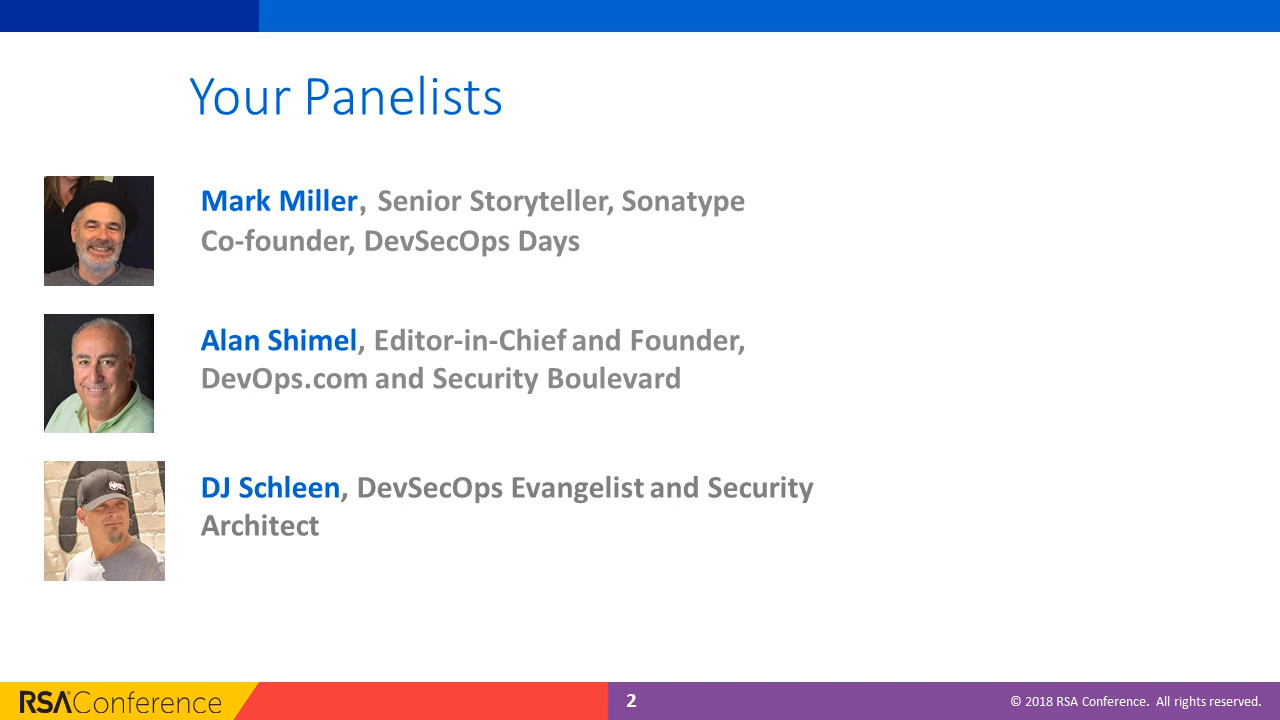 Your Panelists
Mark Miller, Senior Storyteller, Sonatype
Co-founder, DevSecOps Days
Alan Shimel, Editor-in-Chief and Founder,
DevOps.com and Security Boulevard
DJ Schleen, DevSecOps Evangelist and Security
Architect
RSAConference
2
© 2018 RSA Conference. All rights reserved.